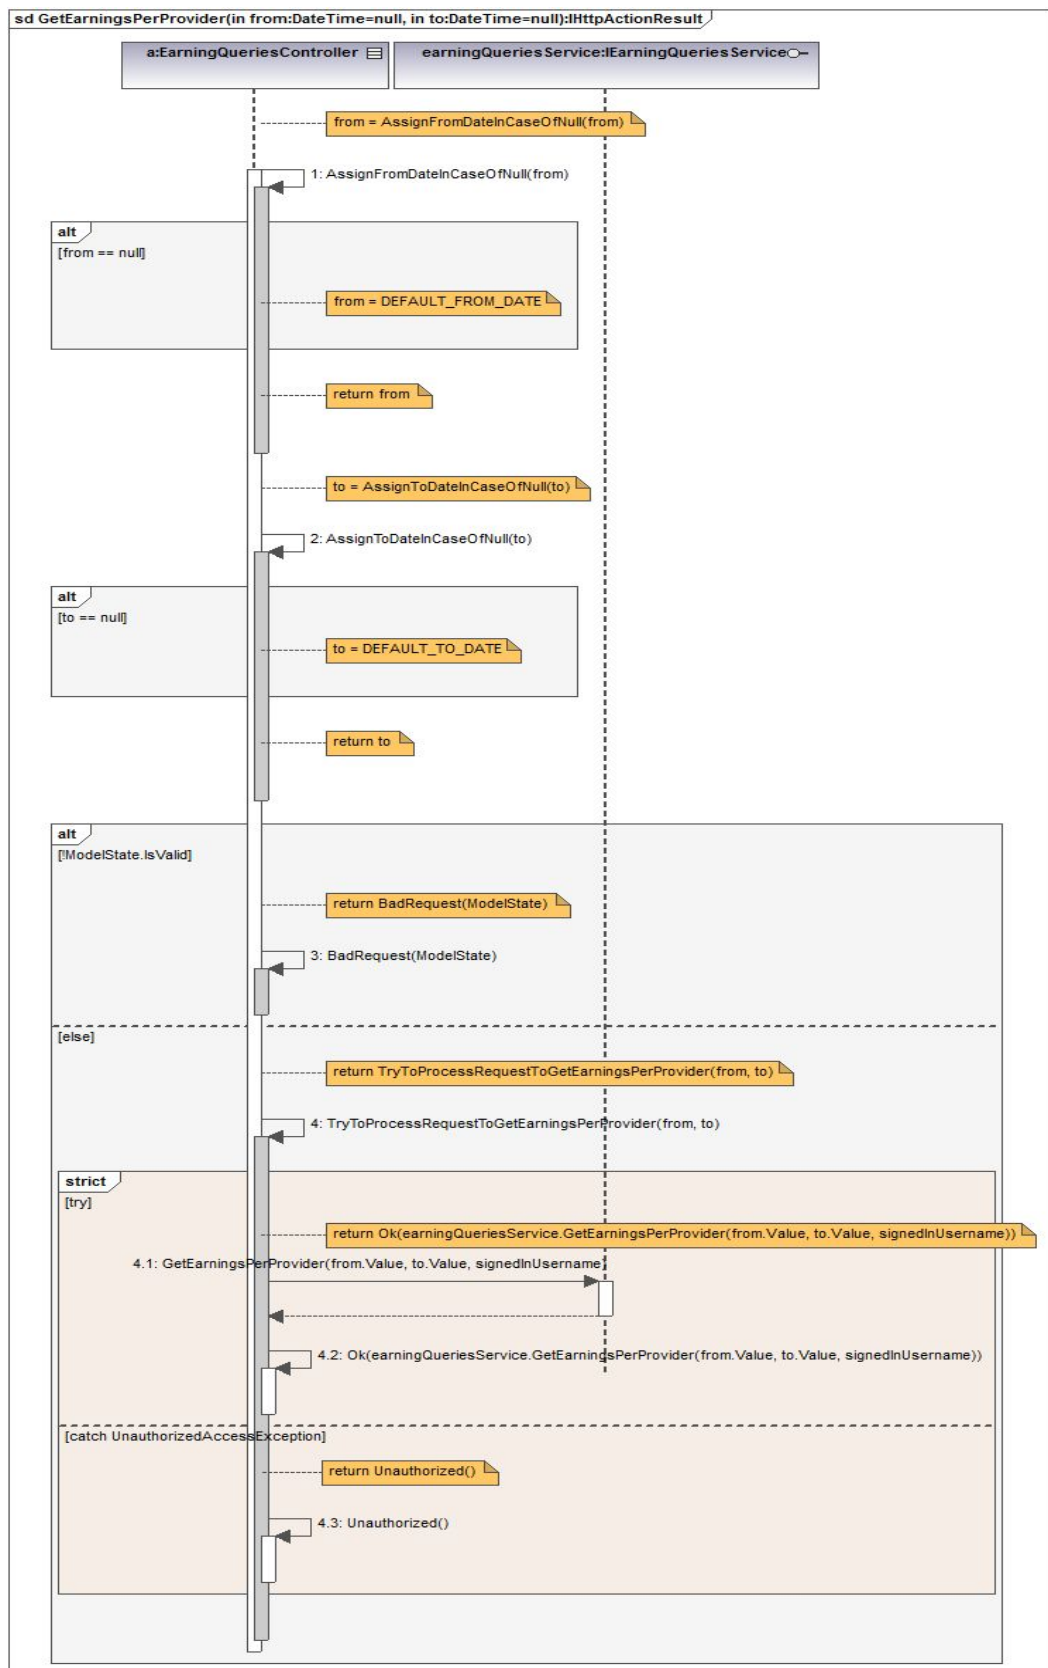 sd GetEarningsPerProvider(in from:DateTime=null, in to:DateTime=null):IHttpActionResult
a:EarningQueriesController
earningQueriesService:IEarningQueriesService
from = AssignFromDateInCaseOfNull(from)
1: AssignFromDateInCaseOfNull(from)
alt
[from == null]
from = DEFAULT_FROM_DATE
return from
to = AssignToDateInCaseOfNull(to)
2: AssignToDateInCaseOfNull(to)
alt
[to == null]
to = DEFAULT_TO_DATE
return to
alt
[!ModelState.IsValid]
return BadRequest(ModelState)
3: BadRequest(ModelState)
[else]
return TryToProcessRequestToGetEarningsPerProvider(from, to)
4: TryToProcessRequestToGetEarningsPerProvider(from, to)
strict
[try]
return Ok(earningQueriesService.GetEarningsPerProvider(from.Value, to.Value, signedInUsername))
4.1: GetEarningsPerProvider(from.Value, to.Value, signedInUsername)
4.2: Ok(earningQueriesService.GetEarningsPerProvider(from.Value, to.Value, signedInUsername))
[catch UnauthorizedAccessException]
return Unauthorized()
4.3: Unauthorized()